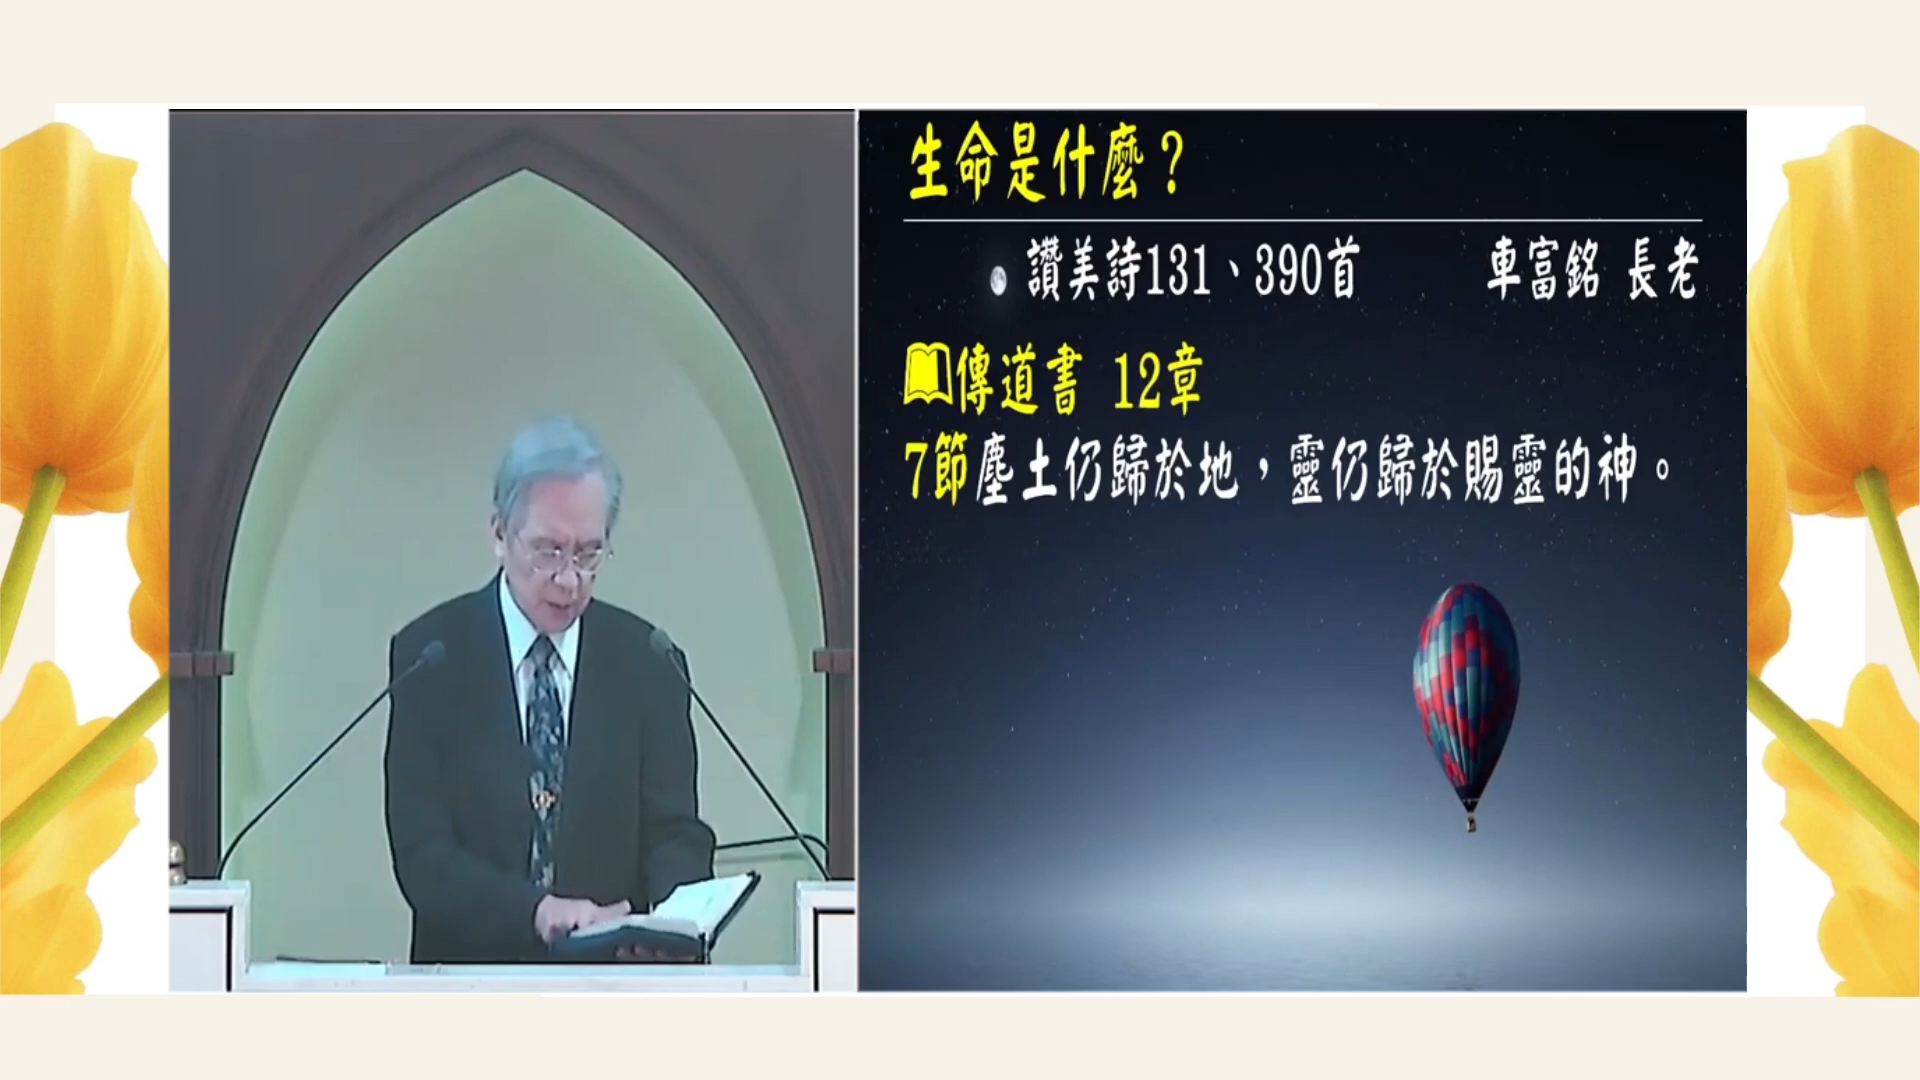 生命是什麼？
讚美詩131、390首 車富銘 長老
傳道書 12章
7節塵土仍歸於地，靈仍歸於賜靈的神。